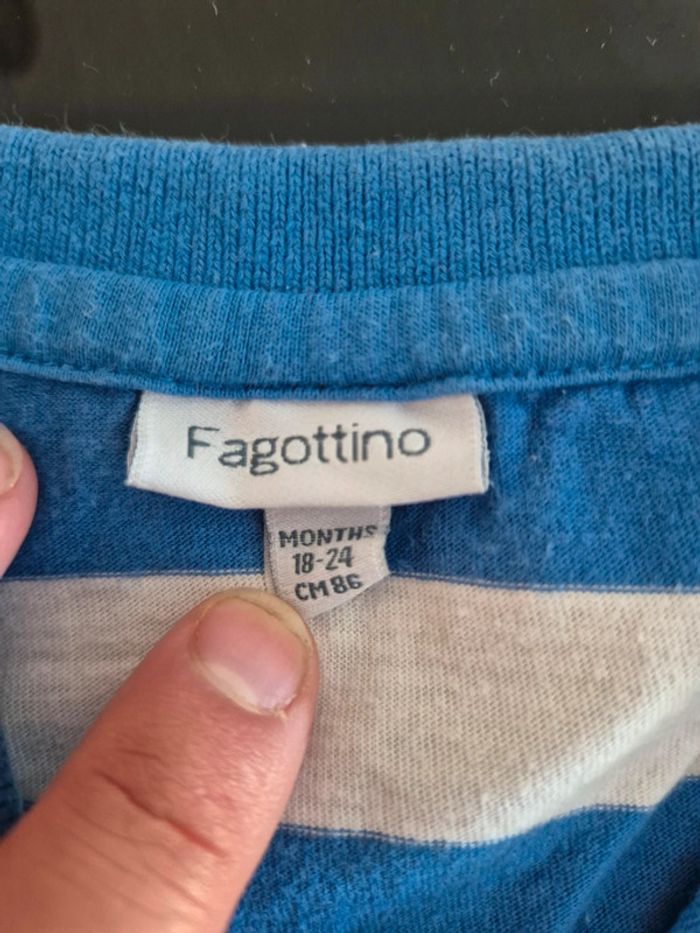 Fagottino
MONTHS
18-24
CM 86